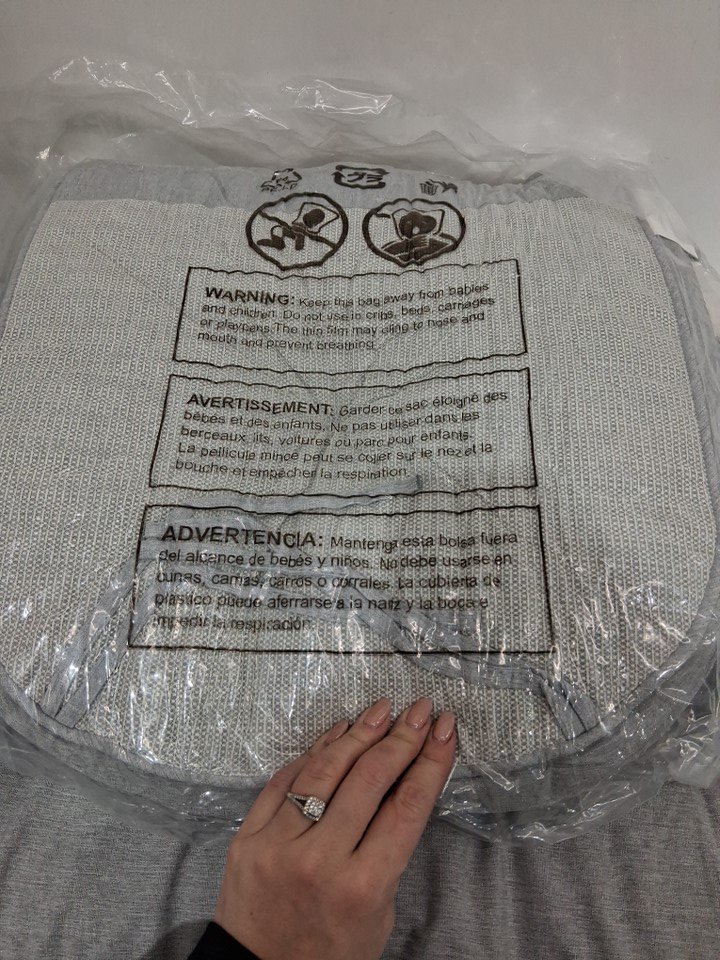 WARNING: Keep this bag away from babies
and children. Do not use in cribs, beds, carriages
or playpens. The thin film may cling to nose and
mouth and prevent breathing.
AVERTISSEMENT: Garder ce sac éloigné des
bébés et des enfants. Ne pas utiliser dans les
berceaux, lits, voitures ou parc pour enfants.
La pellicule mince peut se coller sur le nez et la
bouche et empêcher la respiration.
ADVERTENCIA: Mantenga esta bolsa fuera
del alcance de bebés y niños. No debe usarse en
cunas, camas, carros o corrales. La cubierta de
plástico puede aferrarse a la nariz y la boca e
impedir la respiración.